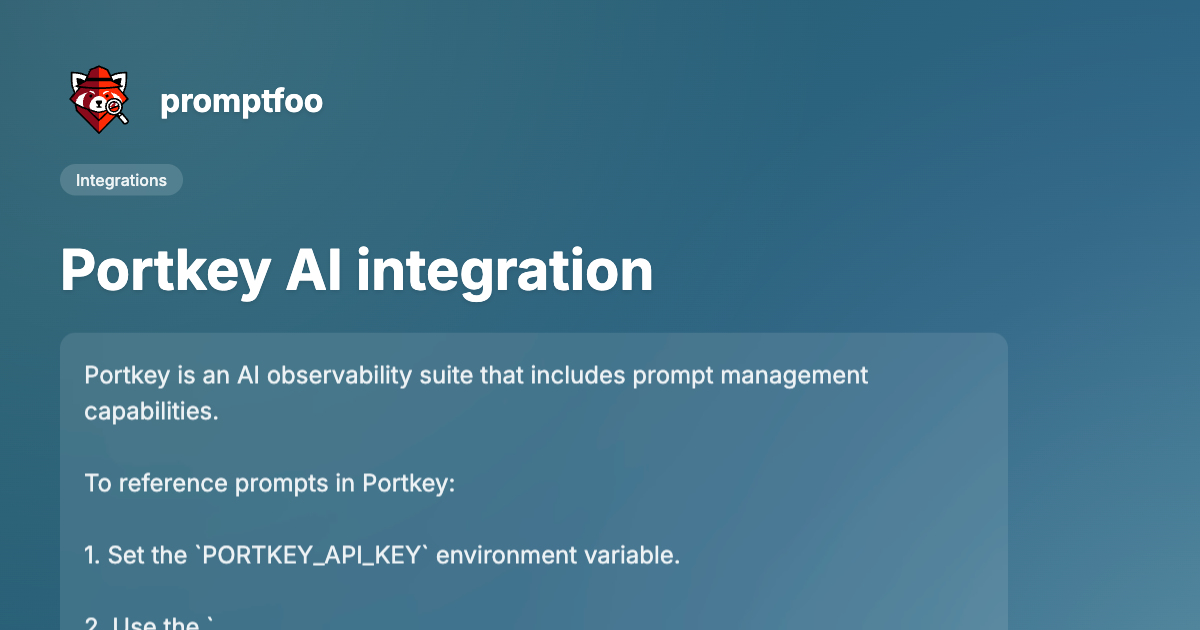 promptfoo
Integrations
Portkey AI integration
Portkey is an AI observability suite that includes prompt management
capabilities.
To reference prompts in Portkey:
1. Set the `PORTKEY_API_KEY` environment variable.
2. Use the `